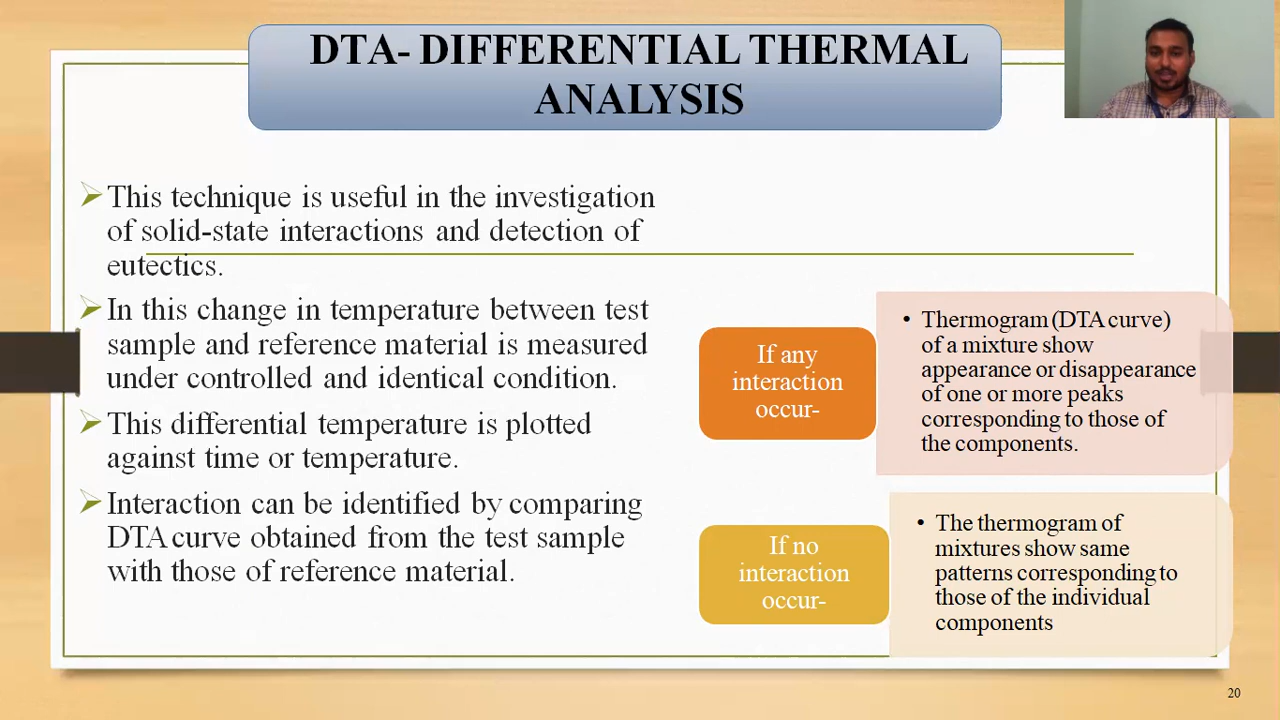 DTA- DIFFERENTIAL THERMAL
ANALYSIS
This technique is useful in the investigation
of solid-state interactions and detection of
eutectics.
In this change in temperature between test
sample and reference material is measured
under controlled and identical condition.
This differential temperature is plotted
against time or temperature.
Interaction can be identified by comparing
DTA curve obtained from the test sample
with those of reference material.
If any
interaction
occur-
• Thermogram (DTA curve)
of a mixture show
appearance or disappearance
of one or more peaks
corresponding to those of
the components.
If no
interaction
occur-
• The thermogram of
mixtures show same
patterns corresponding to
those of the individual
components
20